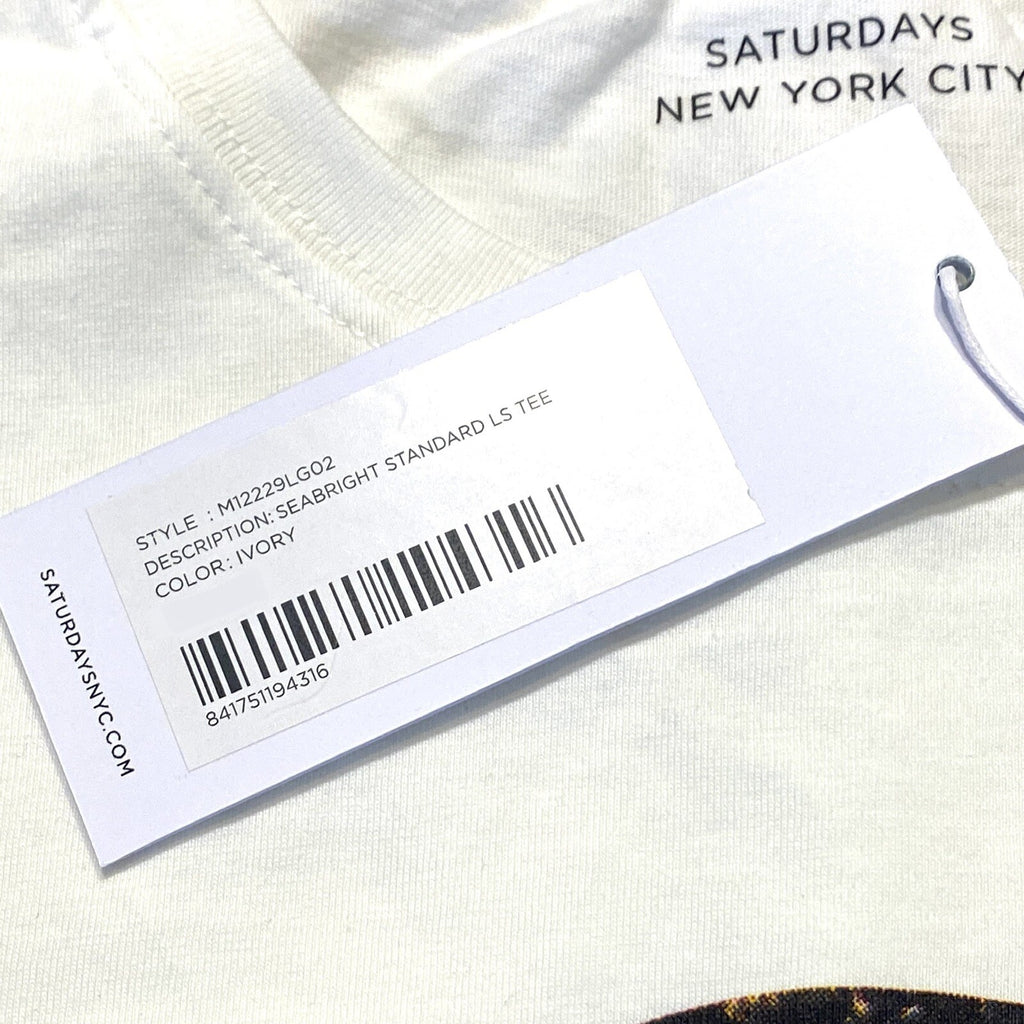 SATURDAYs
NEW YORK CITY
STYLE : M12229LG02
DESCRIPTION: SEABRIGHT STANDARD LS TEE
COLOR: IVORY
841751194316
SATURDAYSNYC.COM